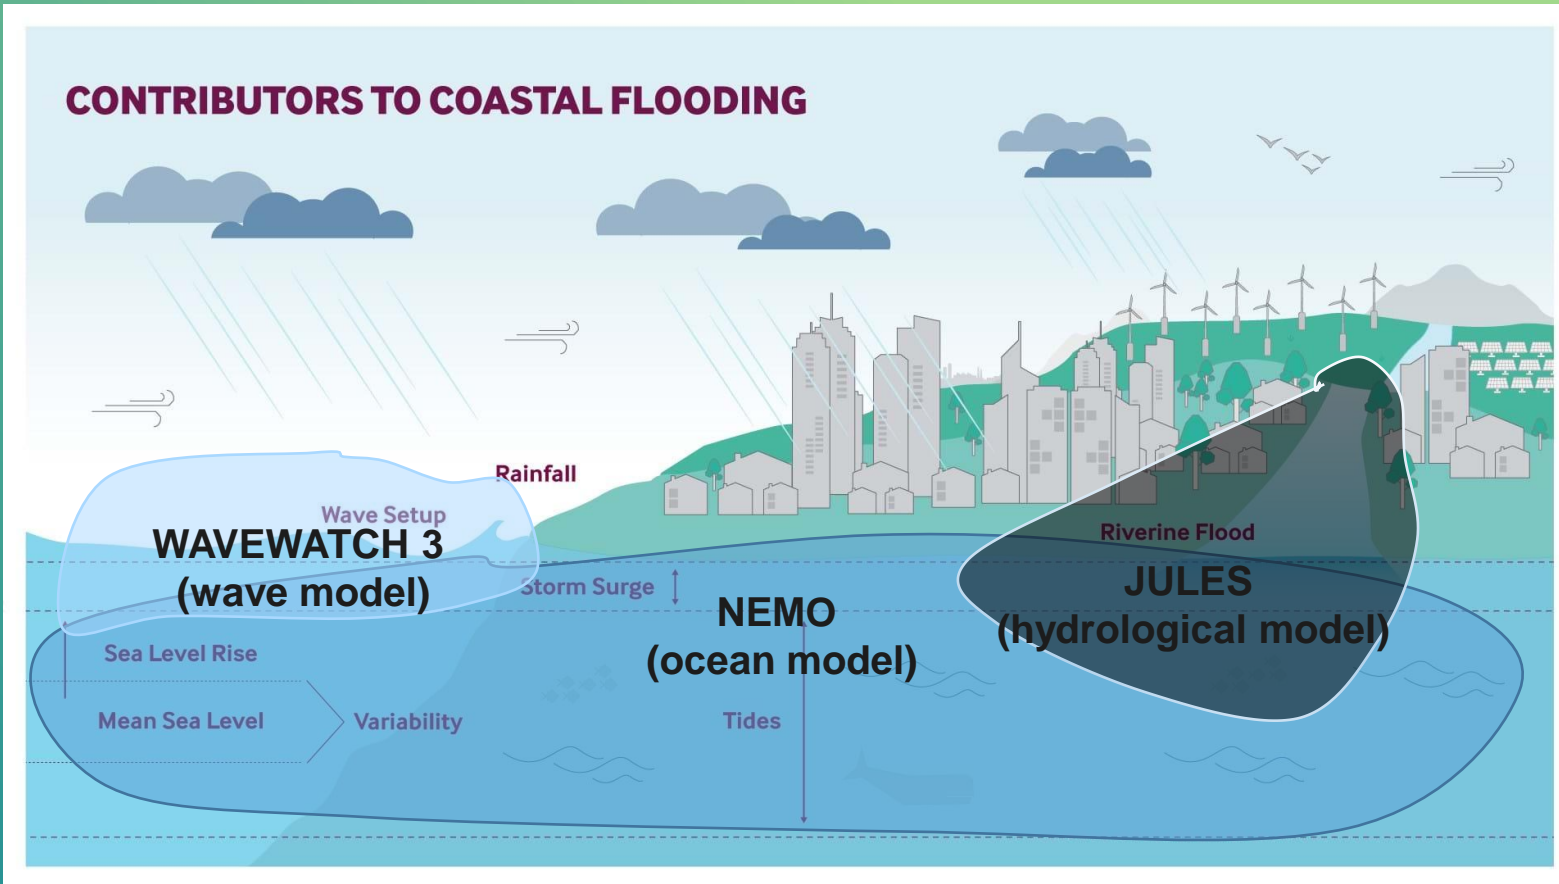 CONTRIBUTORS TO COASTAL FLOODING
Rainfall
Wave Setup
WAVEWATCH 3
(wave model)
Storm Surge
Riverine Flood
NEMO
(ocean model)
JULES
(hydrological model)
Sea Level Rise
Mean Sea Level
Variability
Tides